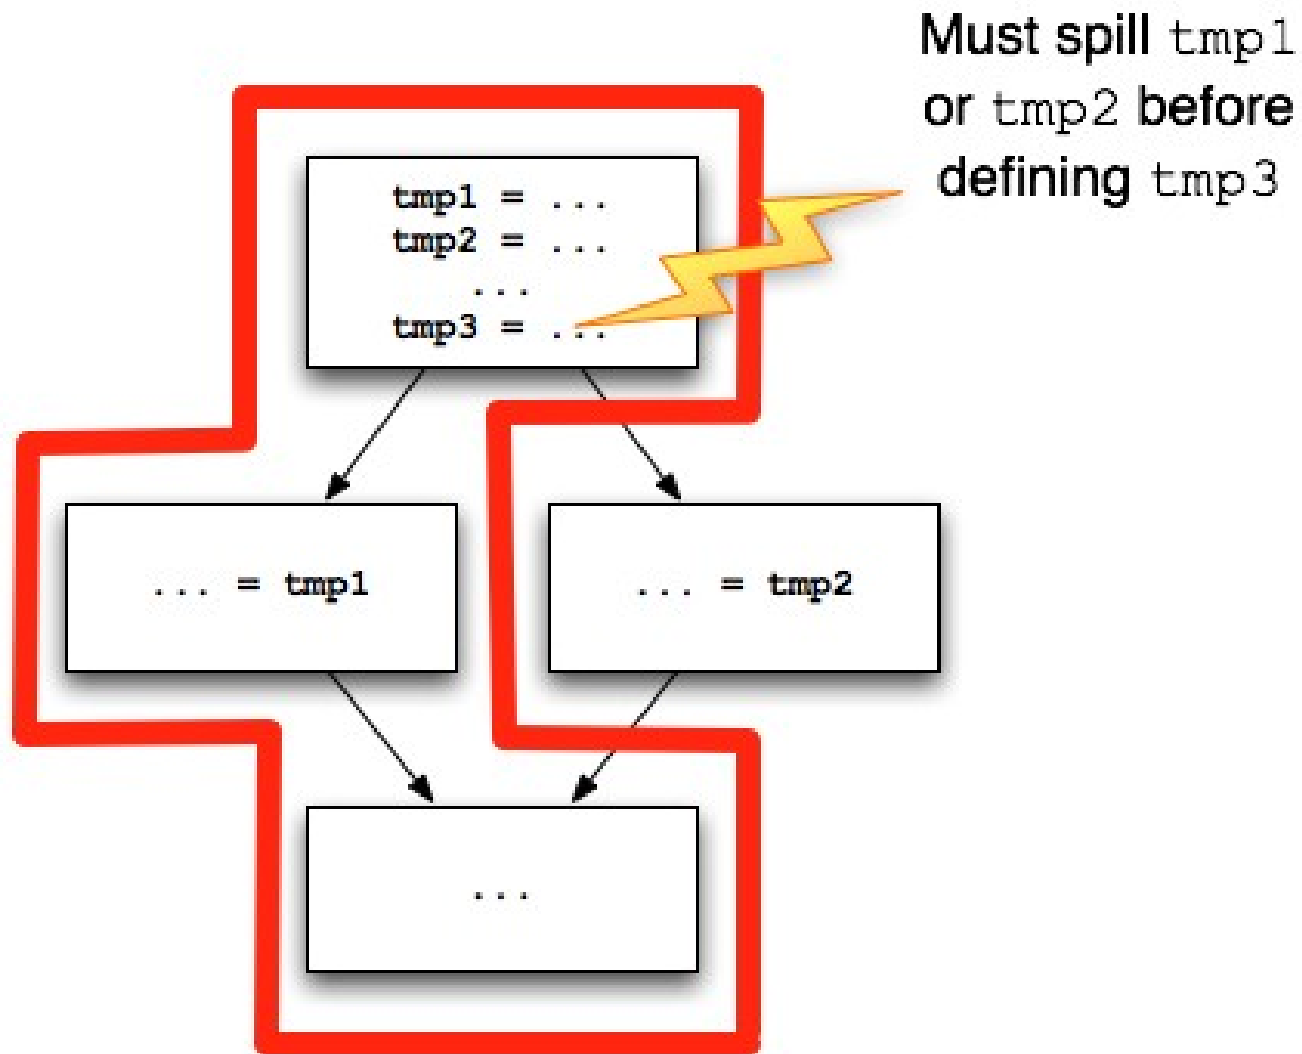 Must spill tmp1
or tmp2 before
defining tmp3
tmp1 = ...
tmp2 = ...
...
tmp3 = ...
... = tmp1
... = tmp2
...